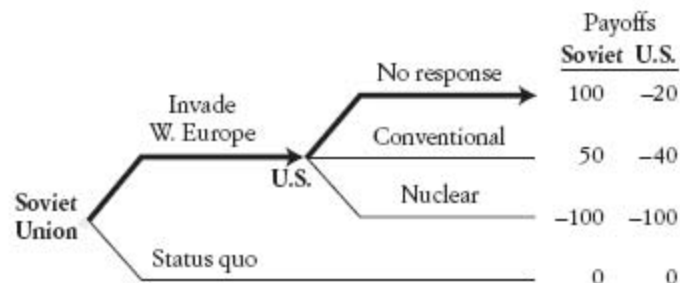 Payoffs
Soviet U.S.
No response
100 –20
Invade
W. Europe
Conventional
50 –40
U.S.
Nuclear
Soviet
Union
–100 –100
Status quo
0 0